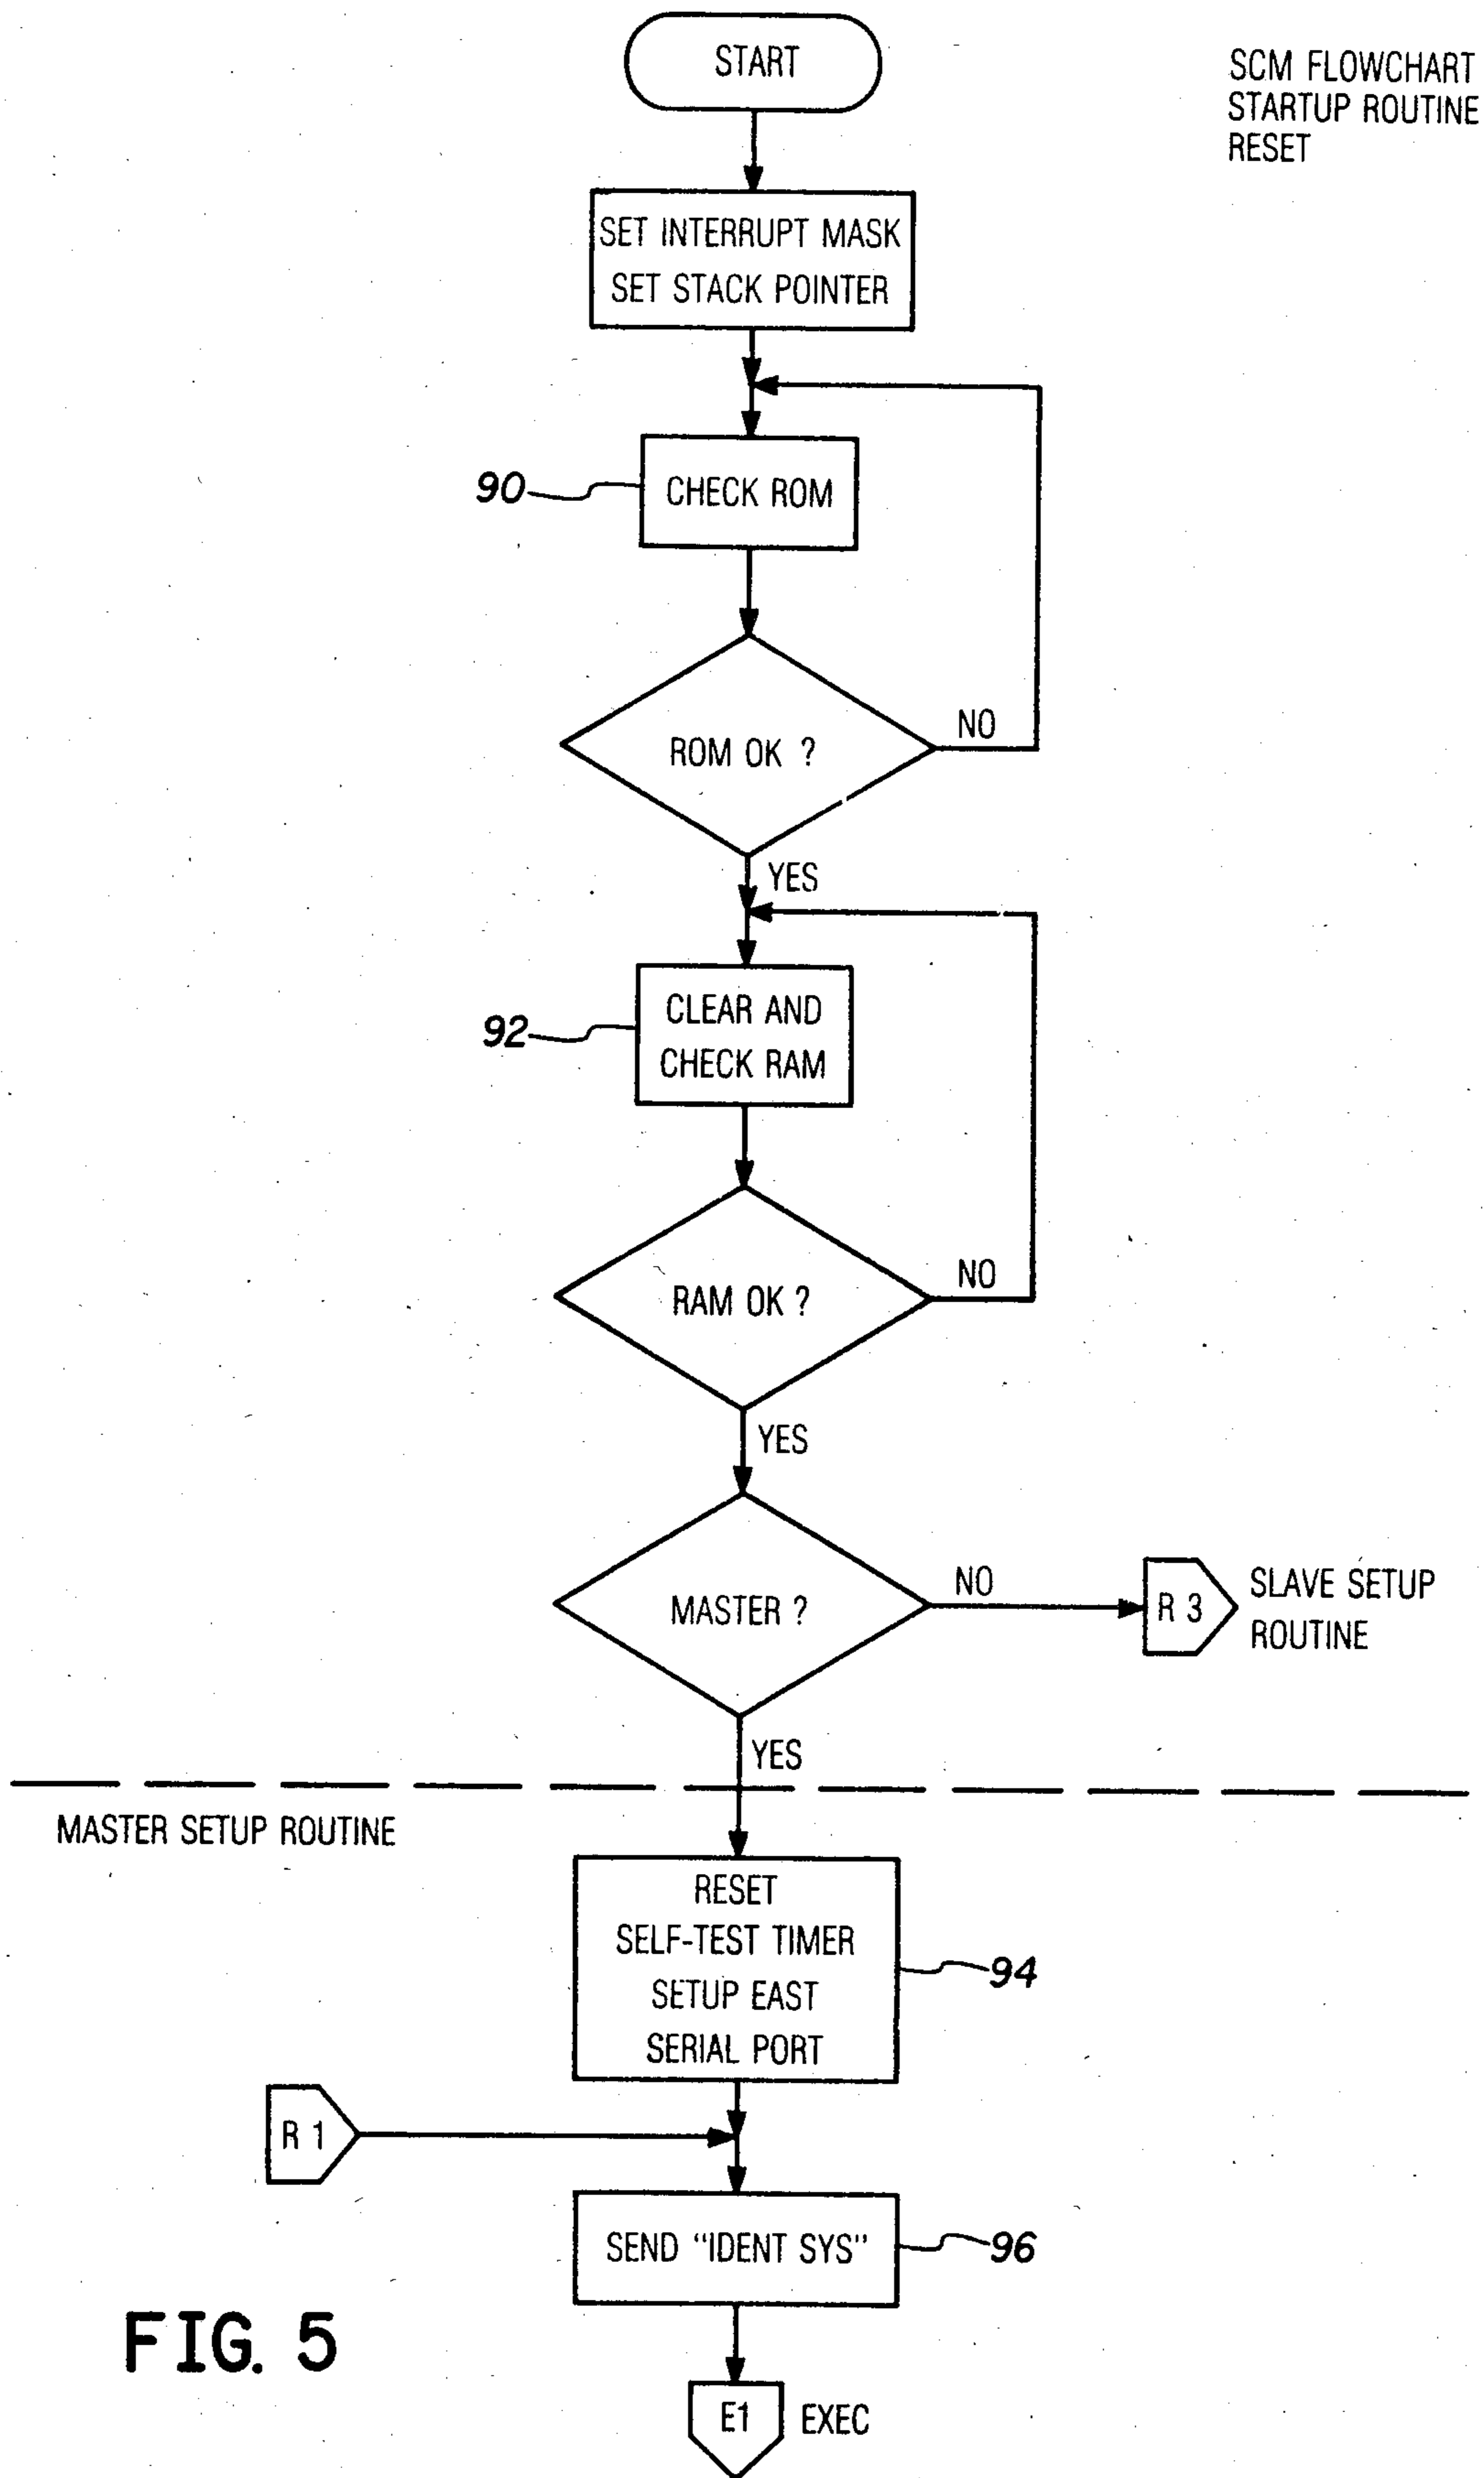 START
SCM FLOWCHART
STARTUP ROUTINE
RESET
SET INTERRUPT MASK
SET STACK POINTER
90
CHECK ROM
ROM OK ?
NO
YES
92
CLEAR AND
CHECK RAM
RAM OK ?
NO
YES
MASTER ?
NO
R 3
SLAVE SETUP
ROUTINE
YES
MASTER SETUP ROUTINE
RESET
SELF-TEST TIMER
SETUP EAST
SERIAL PORT
94
R 1
SEND “IDENT SYS”
96
FIG. 5
E1
EXEC